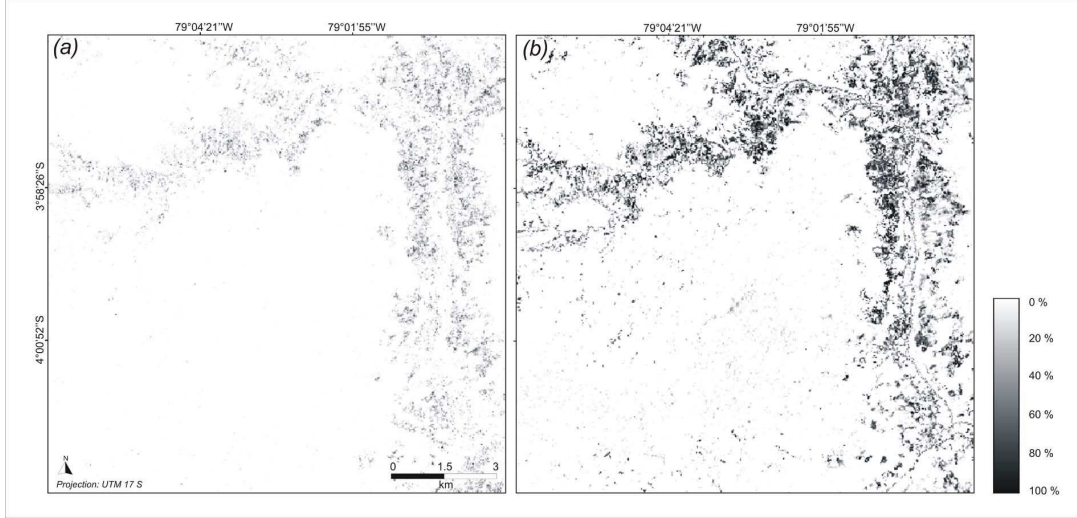 79°04'21"W
79°01'55"W
79°04'21"W
79°01'55"W
(a)
(b)
3°58'26"S
4°00'52"S
N
Projection: UTM 17 S
0
1.5
3
km
0 %
20 %
40 %
60 %
80 %
100 %